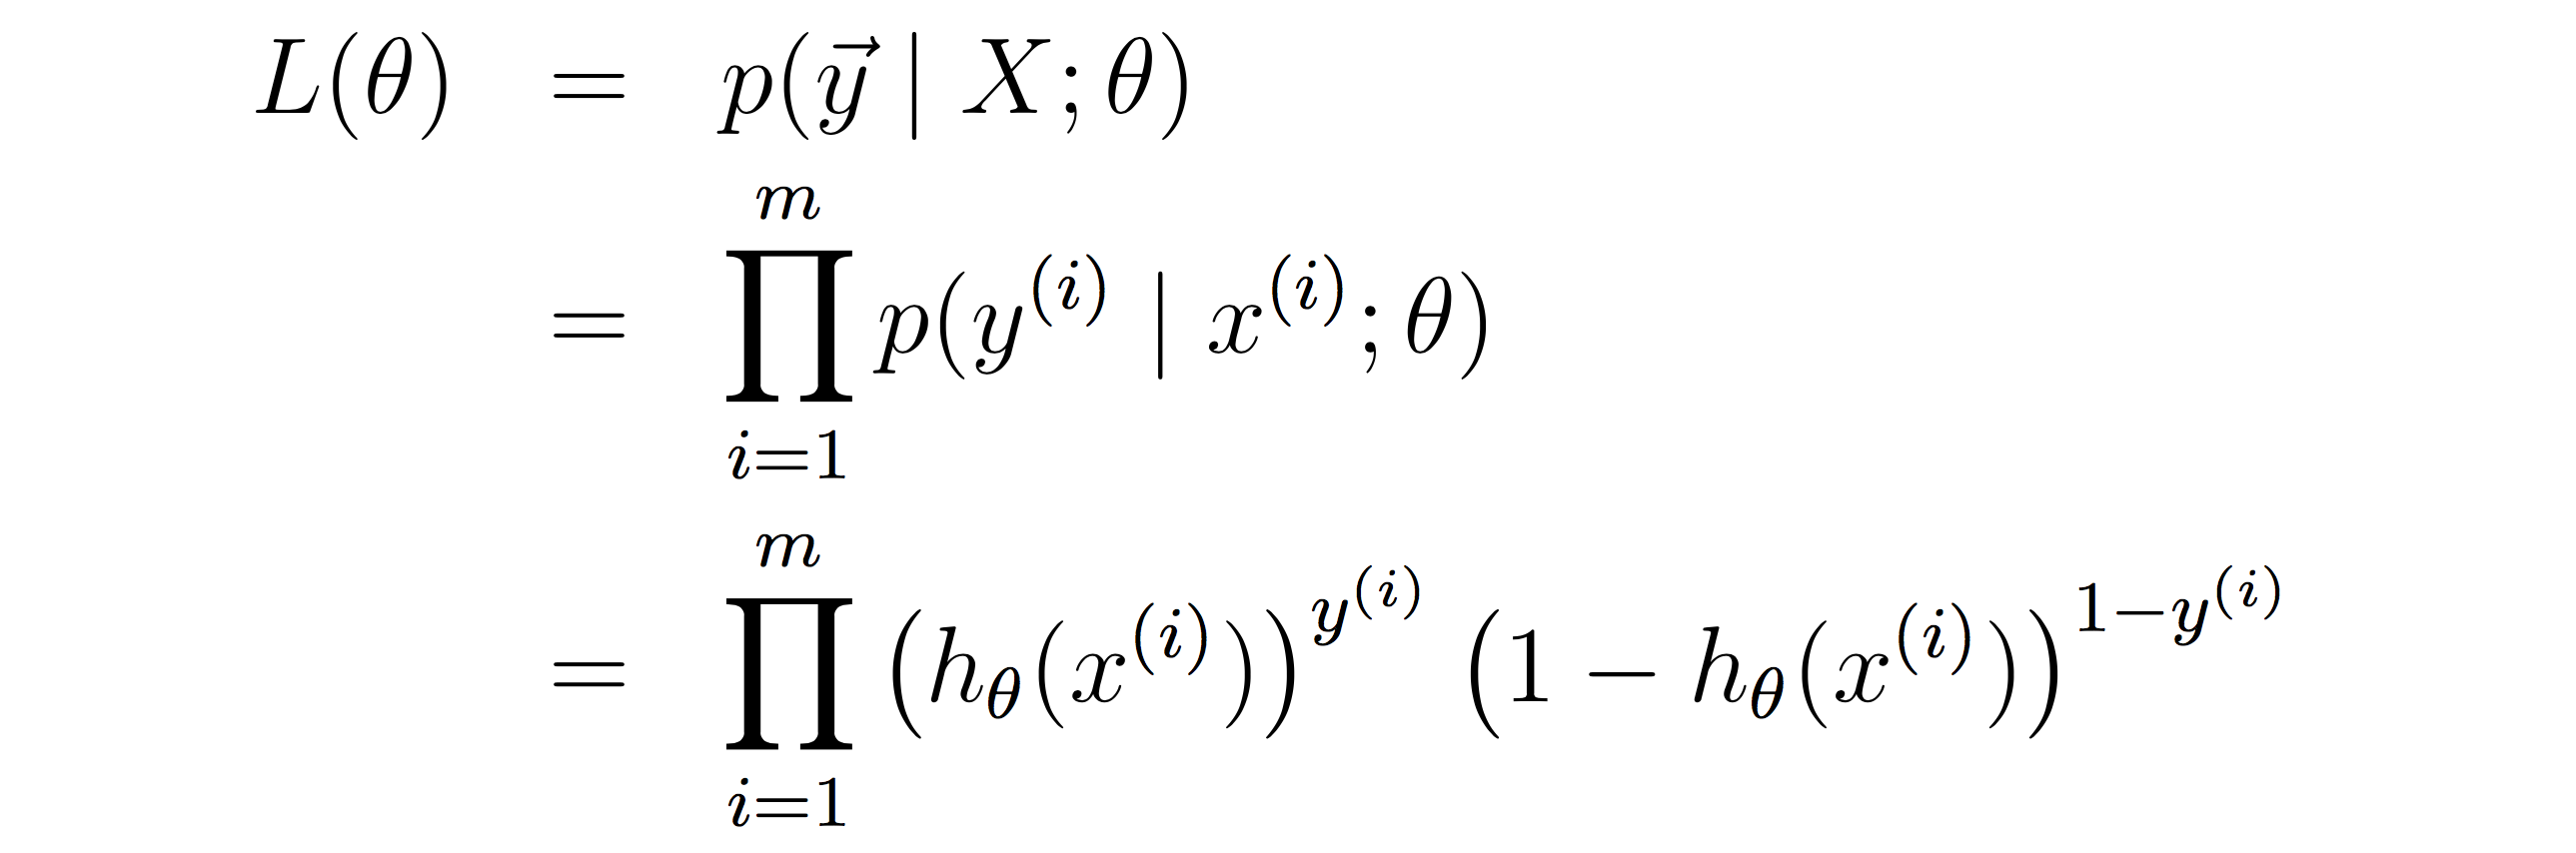 L(θ) = p(y⃗ | X; θ)
= ∏_{i=1}^{m} p(y^{(i)} | x^{(i)}; θ)
= ∏_{i=1}^{m} (h_θ(x^{(i)}))^{y^{(i)}} (1 − h_θ(x^{(i)}))^{1−y^{(i)}}